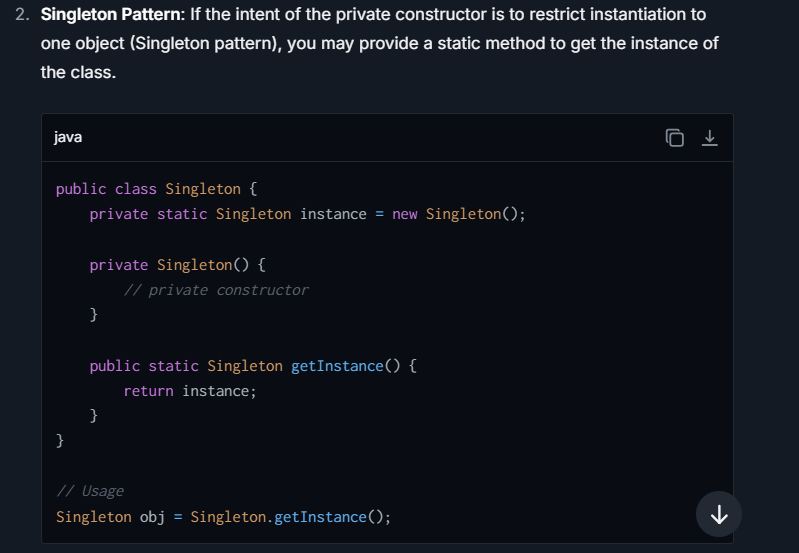 2. Singleton Pattern: If the intent of the private constructor is to restrict instantiation to
one object (Singleton pattern), you may provide a static method to get the instance of
the class.
java
public class Singleton {
    private static Singleton instance = new Singleton();

    private Singleton() {
        // private constructor
    }

    public static Singleton getInstance() {
        return instance;
    }
}

// Usage
Singleton obj = Singleton.getInstance();